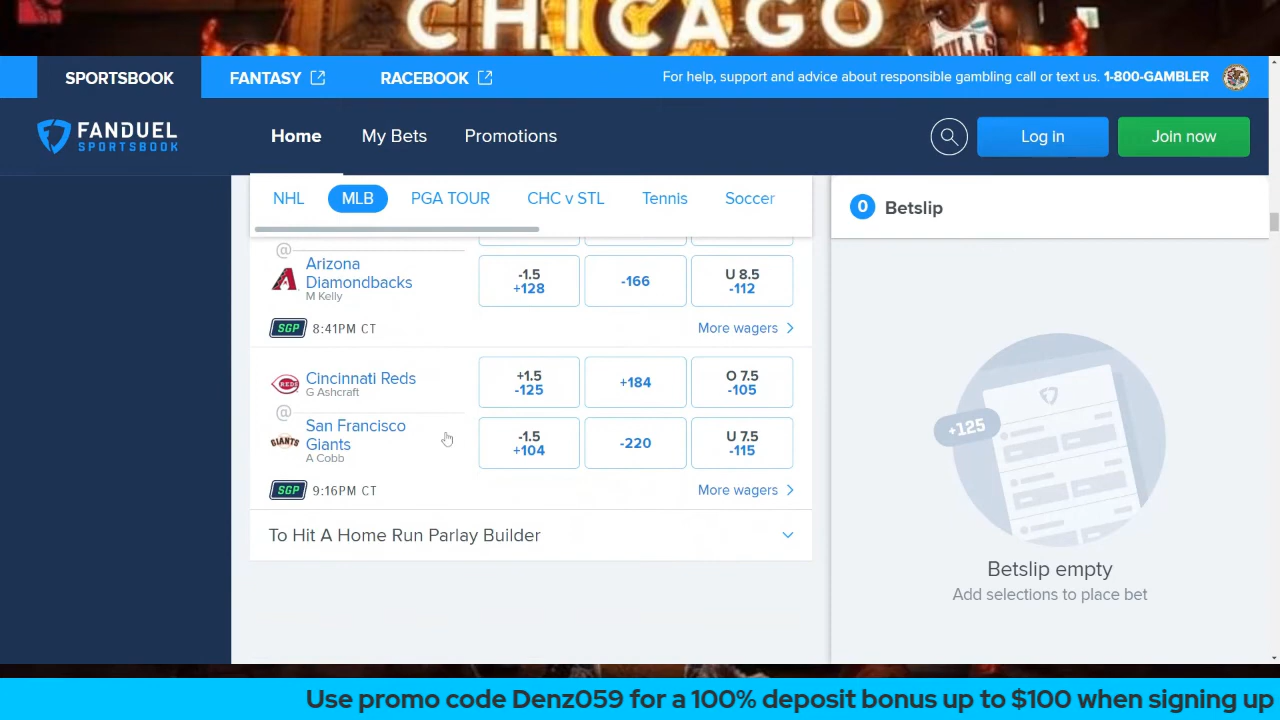 CHICAGO
BULLS
SPORTSBOOK
FANTASY
RACEBOOK
For help, support and advice about responsible gambling call or text us. 1-800-GAMBLER
FANDUEL
SPORTSBOOK
Home
My Bets
Promotions
Log in
Join now
NHL
MLB
PGA TOUR
CHC v STL
Tennis
Soccer
0
Betslip
@
Arizona
Diamondbacks
M Kelly
-1.5
+128
-166
U 8.5
-112
SGP
8:41PM CT
More wagers
REDS
Cincinnati Reds
G Ashcraft
+1.5
-125
+184
O 7.5
-105
@
GIANTS
San Francisco
Giants
A Cobb
-1.5
+104
-220
U 7.5
-115
SGP
9:16PM CT
More wagers
To Hit A Home Run Parlay Builder
+125
Betslip empty
Add selections to place bet
Use promo code Denz059 for a 100% deposit bonus up to $100 when signing up